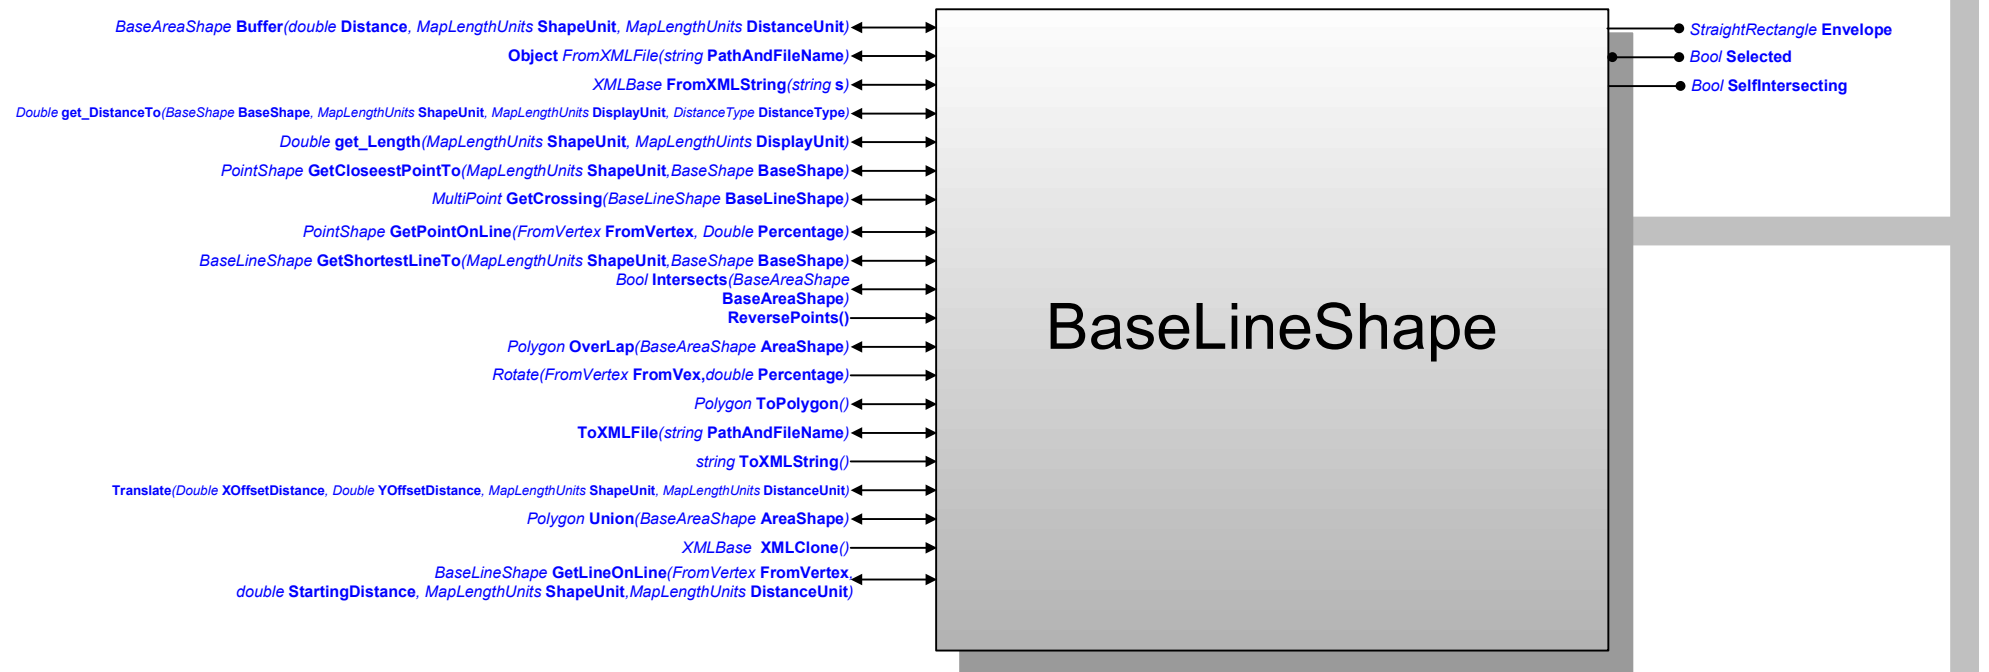 BaseAreaShape Buffer(double Distance, MapLengthUnits ShapeUnit, MapLengthUnits DistanceUnit)
Object FromXMLFile(string PathAndFileName)
XMLBase FromXMLString(string s)
Double get_DistanceTo(BaseShape BaseShape, MapLengthUnits ShapeUnit, MapLengthUnits DisplayUnit, DistanceType DistanceType)
Double get_Length(MapLengthUnits ShapeUnit, MapLengthUints DisplayUnit)
PointShape GetCloseestPointTo(MapLengthUnits ShapeUnit,BaseShape BaseShape)
MultiPoint GetCrossing(BaseLineShape BaseLineShape)
PointShape GetPointOnLine(FromVertex FromVertex, Double Percentage)
BaseLineShape GetShortestLineTo(MapLengthUnits ShapeUnit,BaseShape BaseShape)
Bool Intersects(BaseAreaShape
BaseAreaShape)
ReversePoints()
Polygon OverLap(BaseAreaShape AreaShape)
Rotate(FromVertex FromVex,double Percentage)
Polygon ToPolygon()
ToXMLFile(string PathAndFileName)
string ToXMLString()
Translate(Double XOffsetDistance, Double YOffsetDistance, MapLengthUnits ShapeUnit, MapLengthUnits DistanceUnit)
Polygon Union(BaseAreaShape AreaShape)
XMLBase XMLClone()
BaseLineShape GetLineOnLine(FromVertex FromVertex,
double StartingDistance, MapLengthUnits ShapeUnit,MapLengthUnits DistanceUnit)
BaseLineShape
StraightRectangle Envelope
Bool Selected
Bool SelfIntersecting